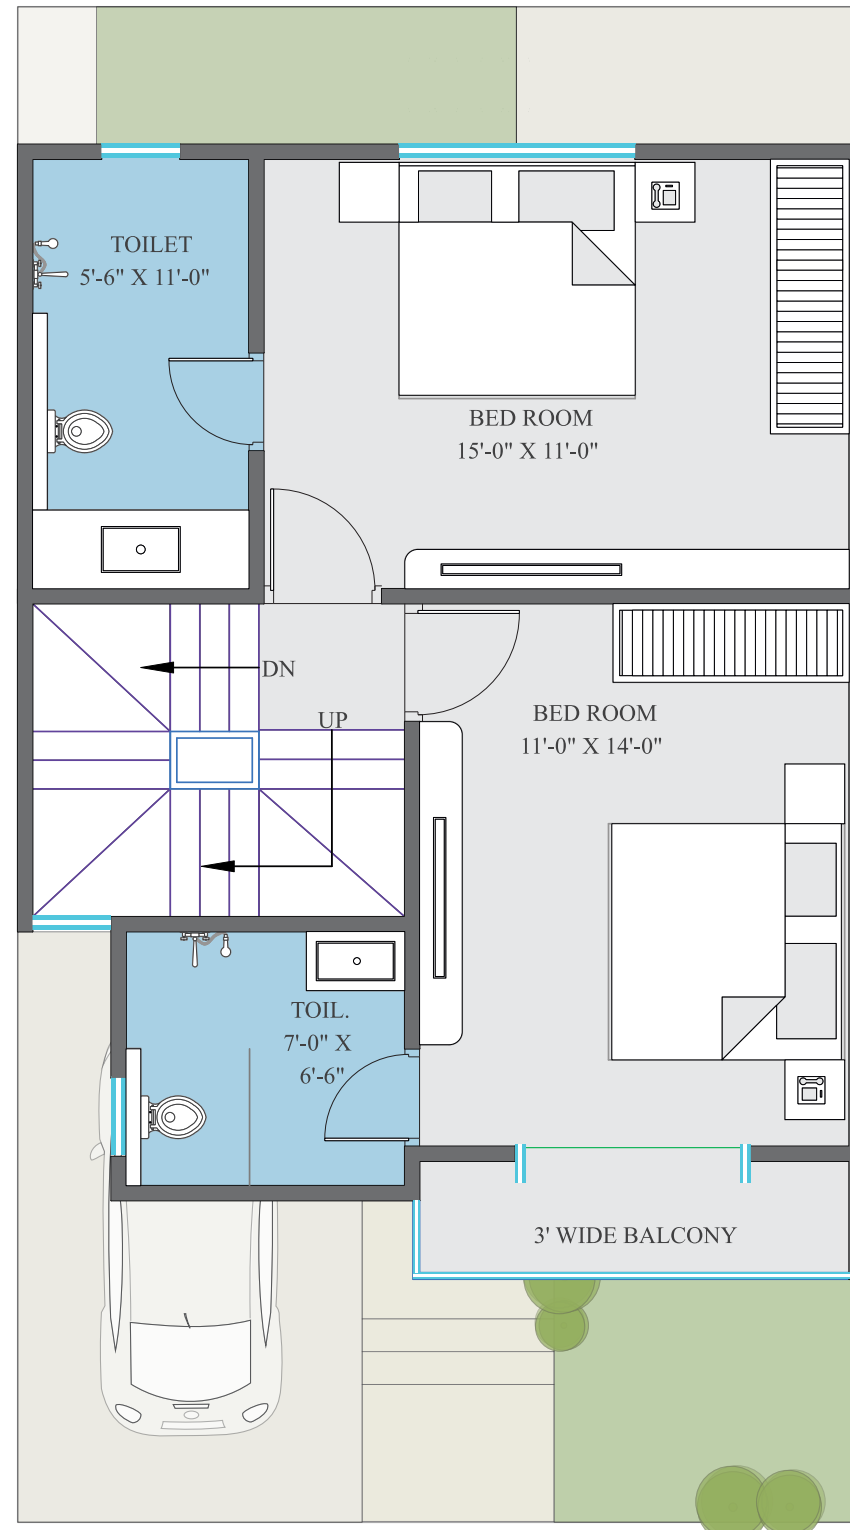 TOILET
5'-6" X 11'-0"
BED ROOM
15'-0" X 11'-0"
DN
UP
BED ROOM
11'-0" X 14'-0"
TOIL.
7'-0" X
6'-6"
3' WIDE BALCONY